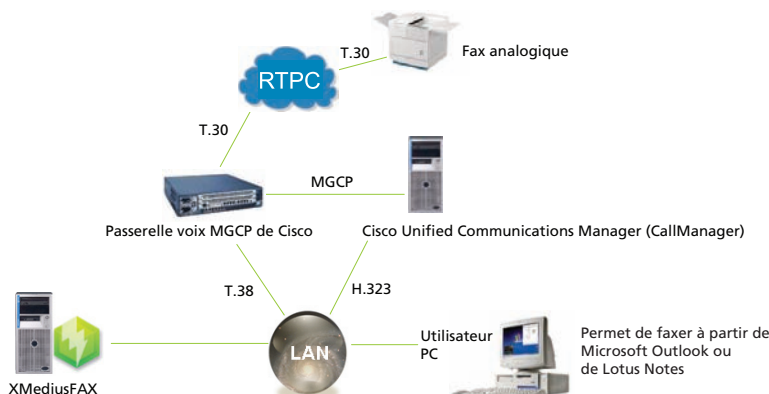 T.30
Fax analogique
RTPC
T.30
MGCP
Passerelle voix MGCP de Cisco
Cisco Unified Communications Manager (CallManager)
T.38
H.323
LAN
Utilisateur
PC
Permet de faxer à partir de
Microsoft Outlook ou
de Lotus Notes
XMediusFAX